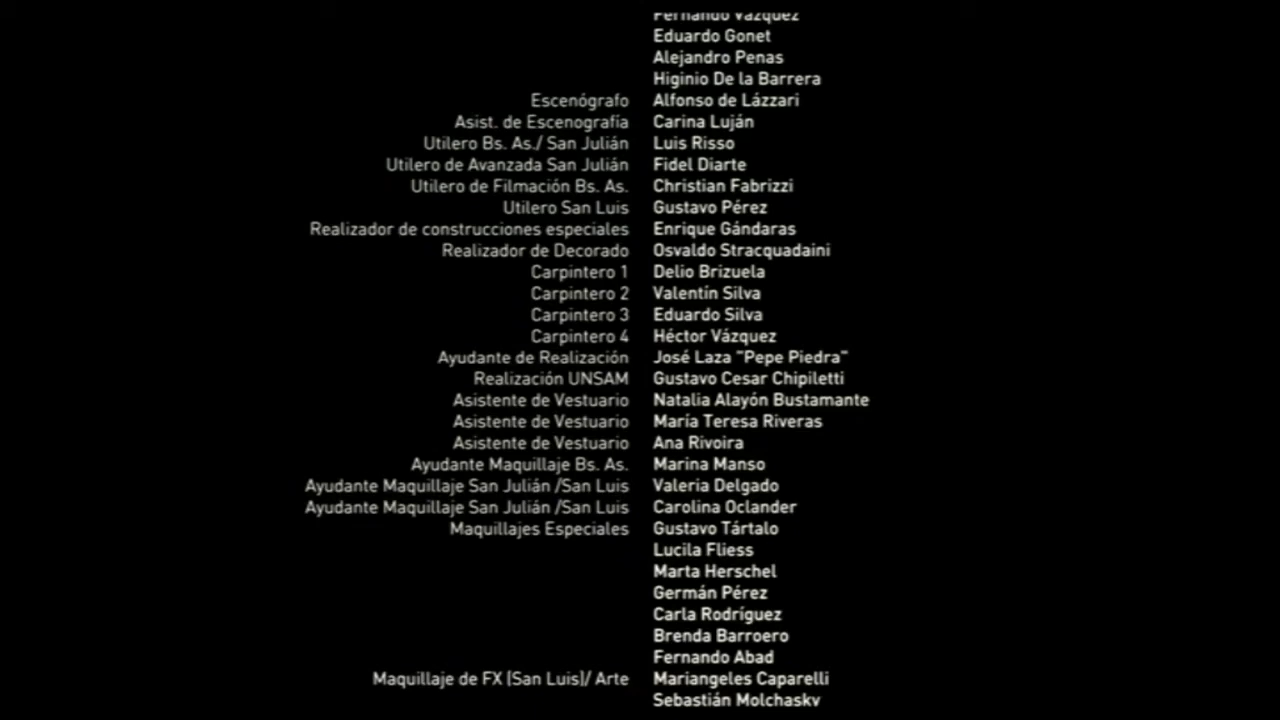 Fernando Vázquez
Eduardo Gonet
Alejandro Penas
Higinio De la Barrera
Escenógrafo Alfonso de Lázzari
Asist. de Escenografía Carina Luján
Utilero Bs. As./ San Julián Luis Risso
Utilero de Avanzada San Julián Fidel Diarte
Utilero de Filmación Bs. As. Christian Fabrizzi
Utilero San Luis Gustavo Pérez
Realizador de construcciones especiales Enrique Gándaras
Realizador de Decorado Osvaldo Stracquadaini
Carpintero 1 Delio Brizuela
Carpintero 2 Valentín Silva
Carpintero 3 Eduardo Silva
Carpintero 4 Héctor Vázquez
Ayudante de Realización José Laza "Pepe Piedra"
Realización UNSAM Gustavo Cesar Chipiletti
Asistente de Vestuario Natalia Alayón Bustamante
Asistente de Vestuario María Teresa Riveras
Asistente de Vestuario Ana Rivoira
Ayudante Maquillaje Bs. As. Marina Manso
Ayudante Maquillaje San Julián /San Luis Valeria Delgado
Ayudante Maquillaje San Julián /San Luis Carolina Oclander
Maquillajes Especiales Gustavo Tártalo
Lucila Fliess
Marta Herschel
Germán Pérez
Carla Rodríguez
Brenda Barroero
Fernando Abad
Maquillaje de FX (San Luis)/ Arte Mariangeles Caparelli
Sebastián Molchasky